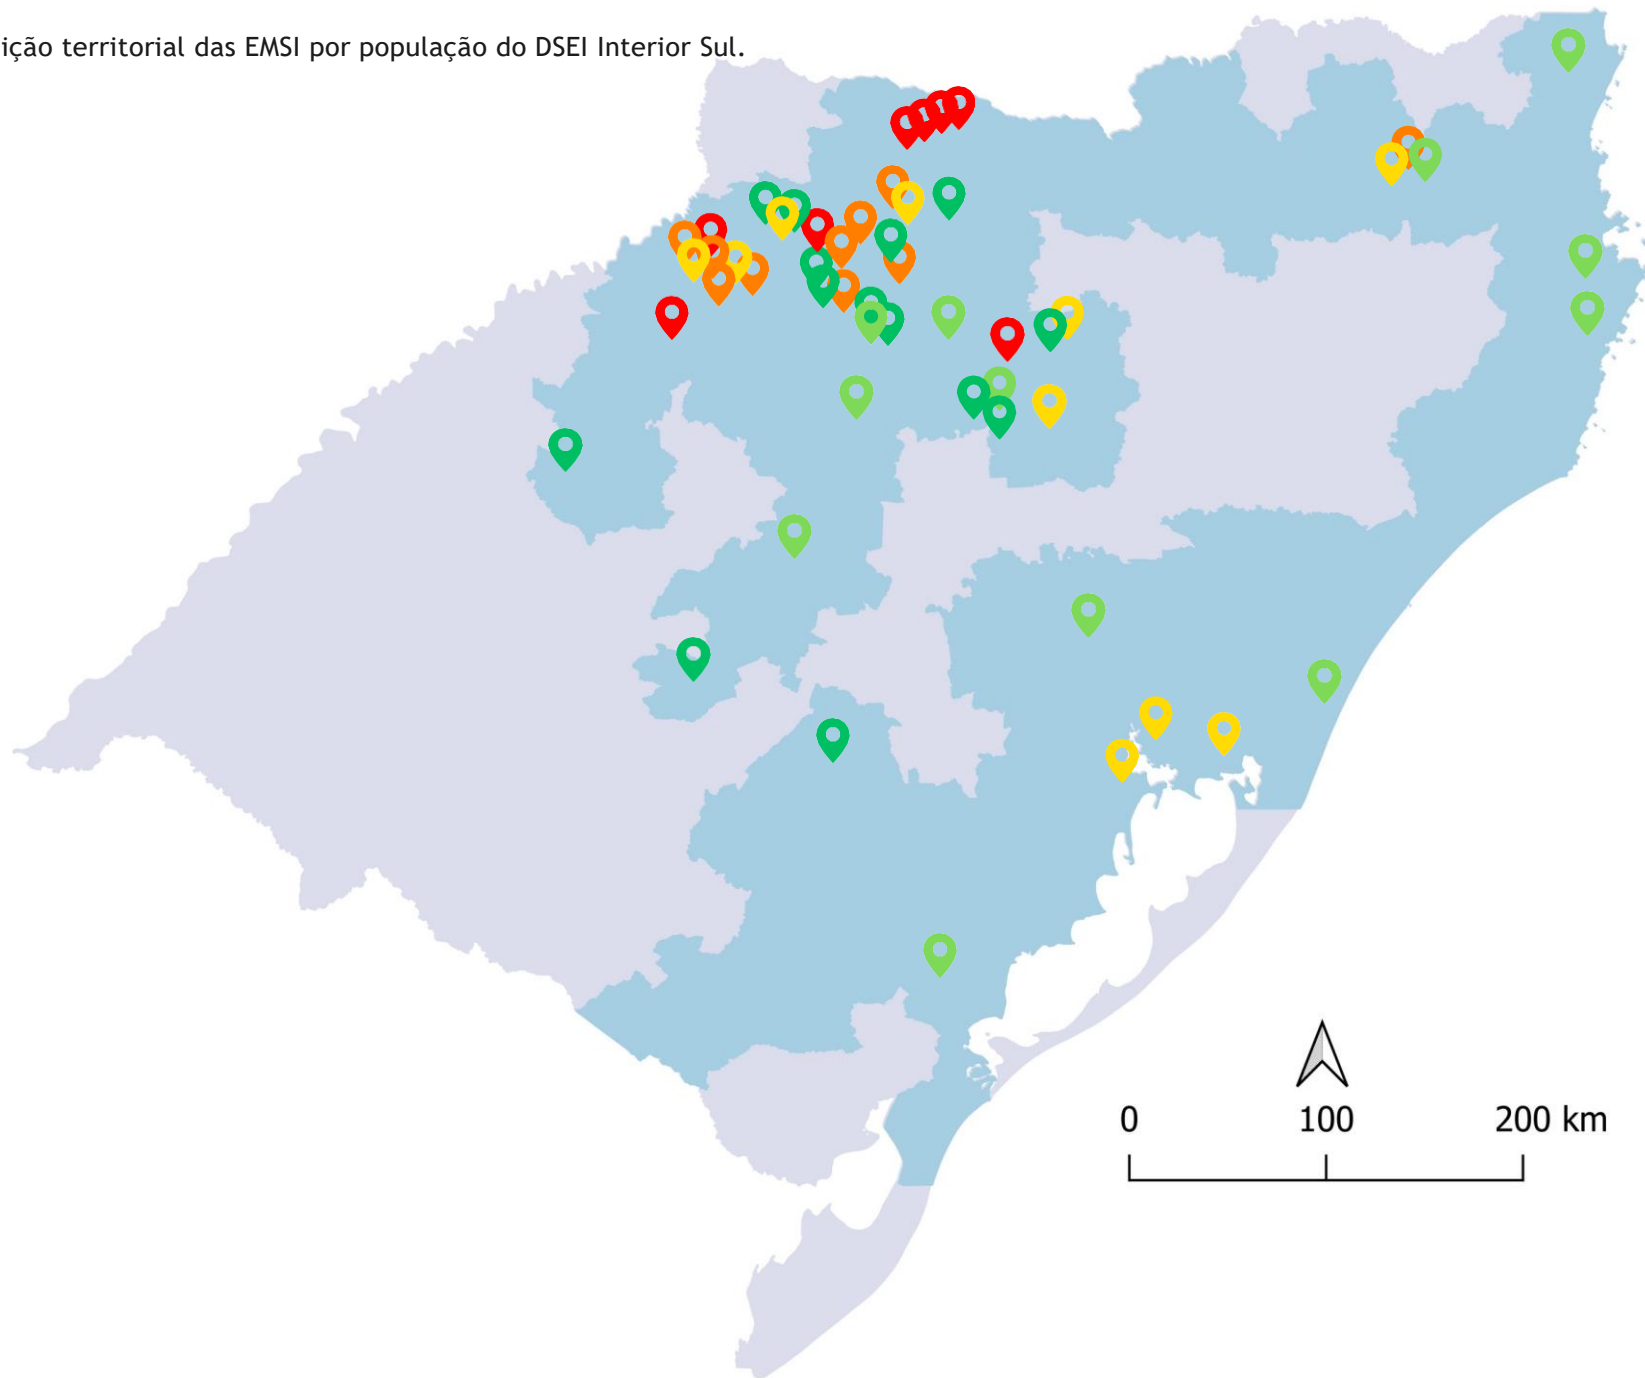 ição territorial das EMSI por população do DSEI Interior Sul.
0 100 200 km